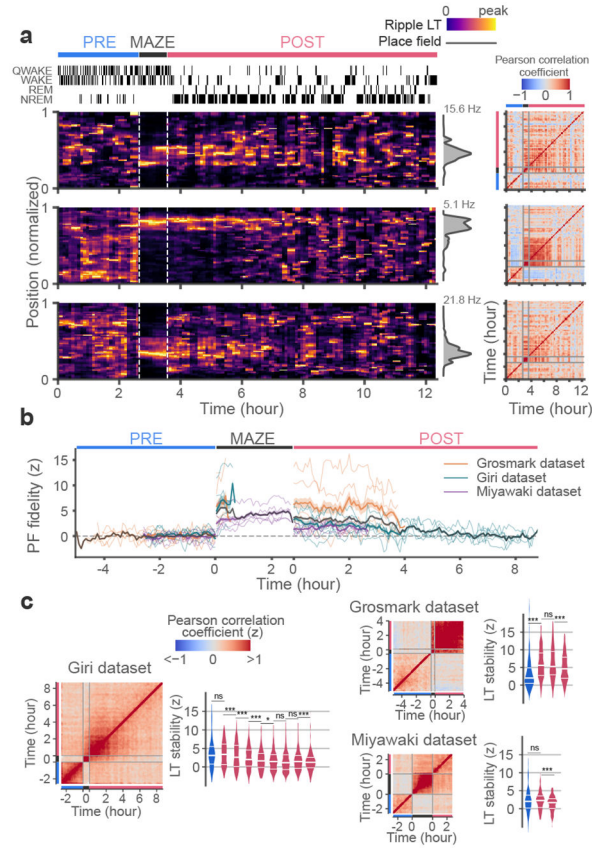 0 peak
Ripple LT
Place field
a
PRE MAZE POST
QWAKE
WAKE
REM
NREM
Pearson correlation
coefficient
−1 1
15.6 Hz
5.1 Hz
21.8 Hz
1
0
1
0
1
0
Position (normalized)
0 2 4 6 8 10 12
Time (hour)
Time (hour)
12
8
4
0
0 4 8 12
Time (hour)
b
PRE MAZE POST
PF fidelity (z)
15
10
5
0
Grosmark dataset
Giri dataset
Miyawaki dataset
−4 −2 0 2 0 2 4 6 8
Time (hour)
c
Pearson correlation
coefficient (z)
<−1 >1
Giri dataset
Time (hour)
8
6
4
2
0
−2
−2 0 2 4 6 8
Time (hour)
LT stability (z)
15
10
5
0
ns *** *** *** * ns ns ***
Grosmark dataset
Time (hour)
4
2
0
−2
−4
−4 −2 0 2 4
Time (hour)
LT stability (z)
15
10
5
0
*** ns ***
Miyawaki dataset
Time (hour)
2
0
0
−2
−2 0 0 2
Time (hour)
LT stability (z)
15
10
5
0
ns
***